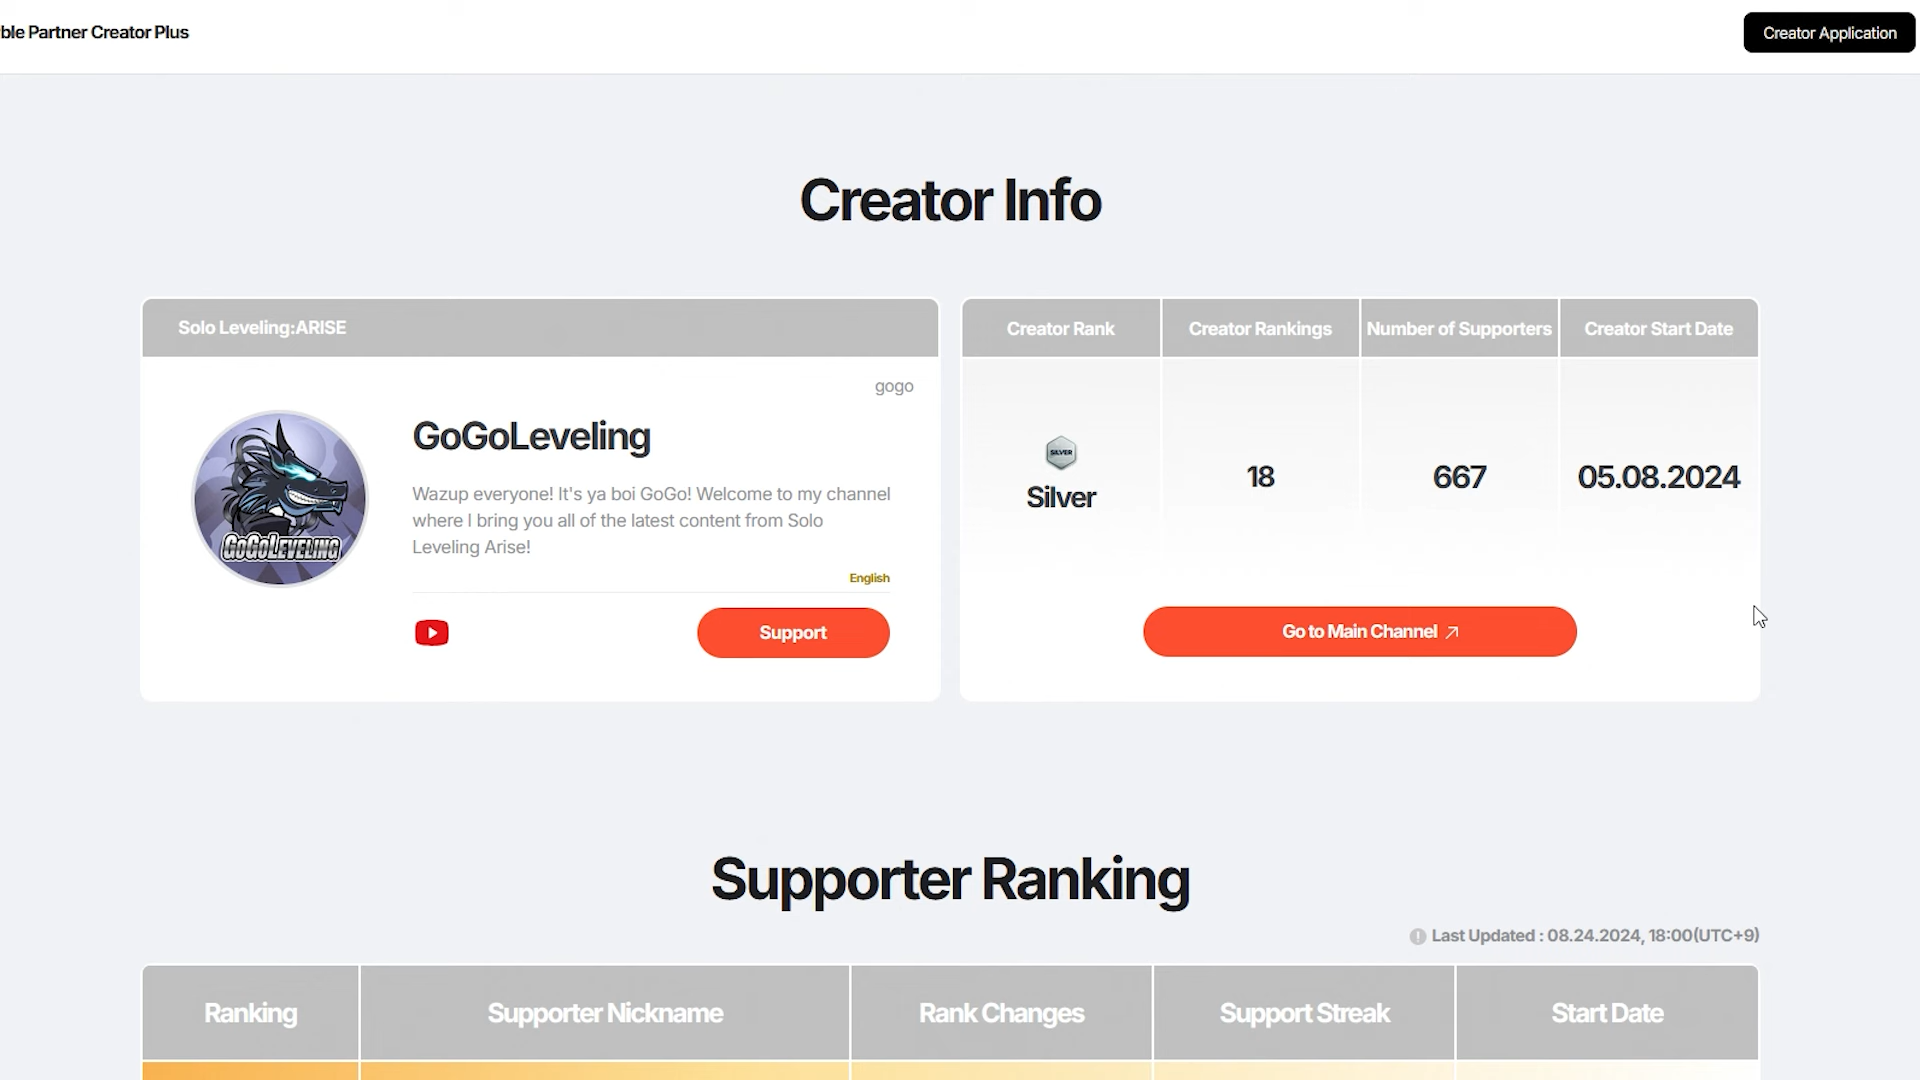 ble Partner Creator Plus
Creator Application
Creator Info
Solo Leveling:ARISE
gogo
GoGoLeveling
Wazup everyone! It's ya boi GoGo! Welcome to my channel
where I bring you all of the latest content from Solo
Leveling Arise!
English
GoGoLeveling
Support
Creator Rank
Creator Rankings
Number of Supporters
Creator Start Date
SILVER
Silver
18
667
05.08.2024
Go to Main Channel
Supporter Ranking
Last Updated : 08.24.2024, 18:00(UTC+9)
Ranking
Supporter Nickname
Rank Changes
Support Streak
Start Date